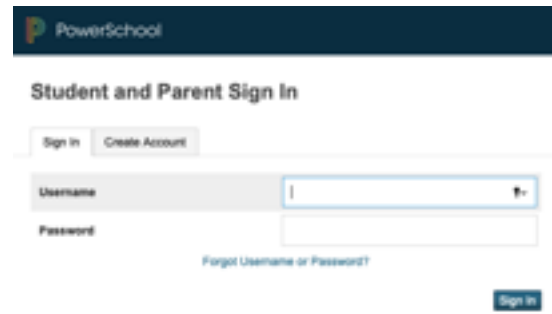 PowerSchool
Student and Parent Sign In
Sign In Create Account
Username
Password
Forgot Username or Password?
Sign In